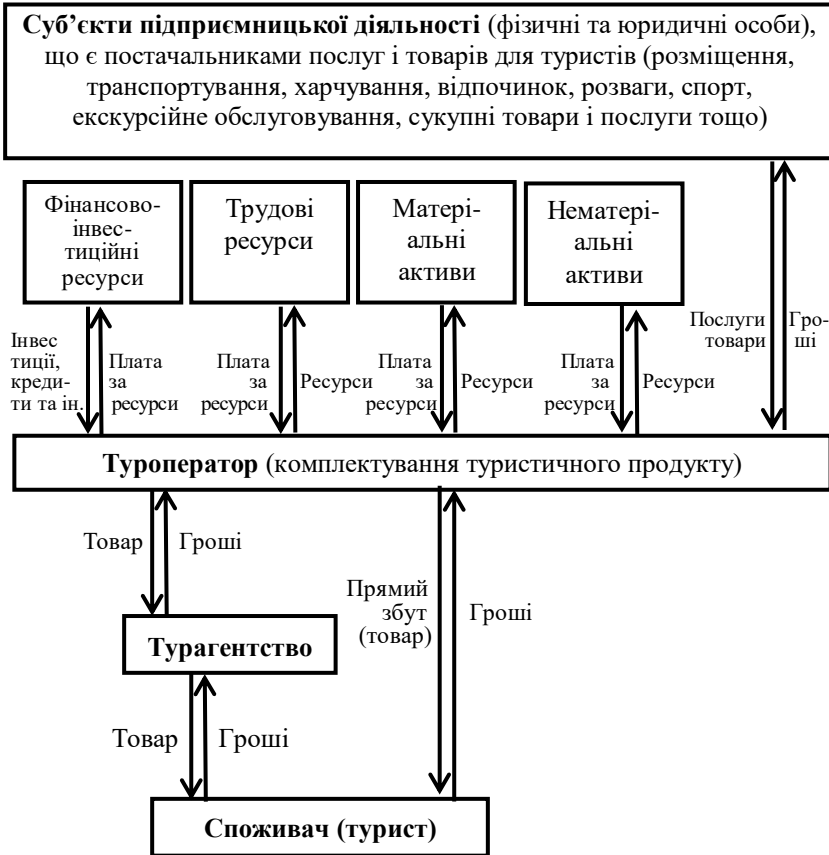 Суб’єкти підприємницької діяльності (фізичні та юридичні особи),
що є постачальниками послуг і товарів для туристів (розміщення,
транспортування, харчування, відпочинок, розваги, спорт,
екскурсійне обслуговування, сукупні товари і послуги тощо)
Фінансово-
інвес-
тиційні
ресурси
Трудові
ресурси
Матері-
альні
активи
Нематері-
альні
активи
Інвес
тиції,
креди-
ти та ін.
Плата
за
ресурси
Плата
за
ресурси
Ресурси
Плата
за
ресурси
Ресурси
Плата
за
ресурси
Ресурси
Послуги
товари
Гро-
ші
Туроператор (комплектування туристичного продукту)
Товар
Гроші
Прямий
збут
(товар)
Гроші
Турагентство
Товар
Гроші
Споживач (турист)